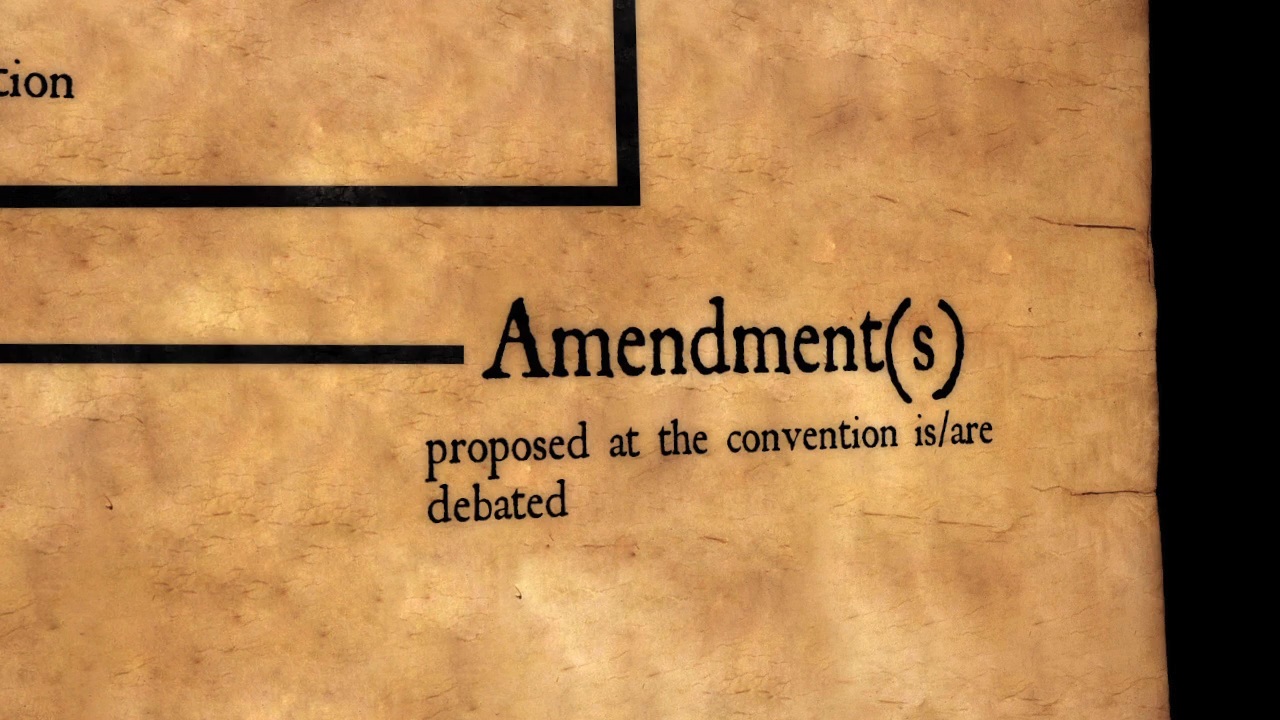 tion
Amendment(s)
proposed at the convention is/are
debated